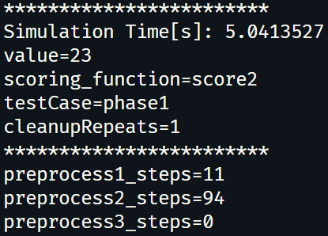 ************************
Simulation Time[s]: 5.0413527
value=23
scoring_function=score2
testCase=phase1
cleanupRepeats=1
************************
preprocess1_steps=11
preprocess2_steps=94
preprocess3_steps=0